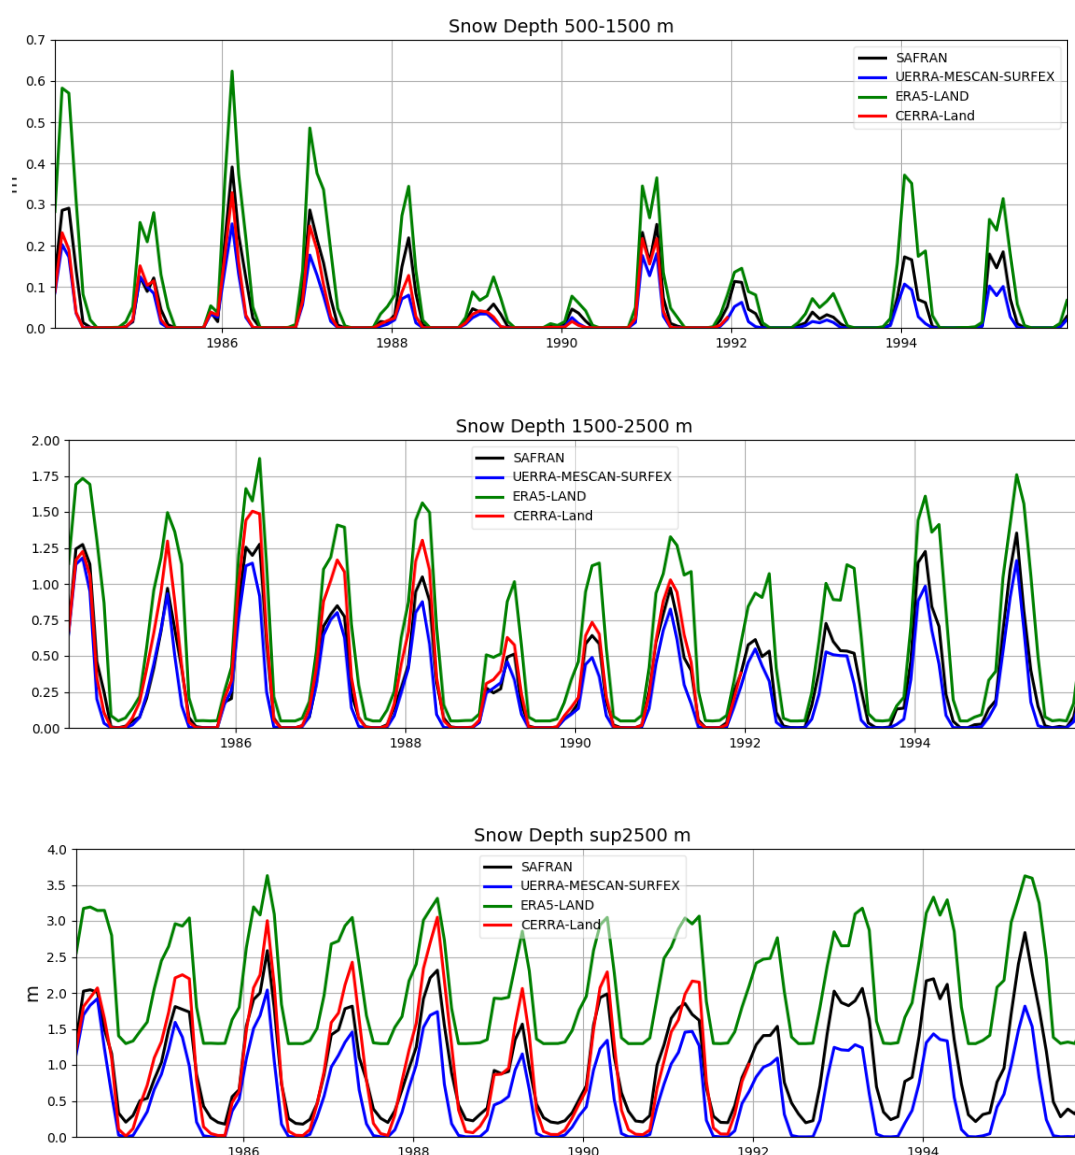 Snow Depth 500-1500 m
0.7
0.6
0.5
0.4
0.3
0.2
0.1
0.0
m
SAFRAN
UERRA-MESCAN-SURFEX
ERA5-LAND
CERRA-Land
1986
1988
1990
1992
1994
Snow Depth 1500-2500 m
2.00
1.75
1.50
1.25
1.00
0.75
0.50
0.25
0.00
SAFRAN
UERRA-MESCAN-SURFEX
ERA5-LAND
CERRA-Land
1986
1988
1990
1992
1994
Snow Depth sup2500 m
4.0
3.5
3.0
2.5
2.0
1.5
1.0
0.5
0.0
m
SAFRAN
UERRA-MESCAN-SURFEX
ERA5-LAND
CERRA-Land
1986
1988
1990
1992
1994